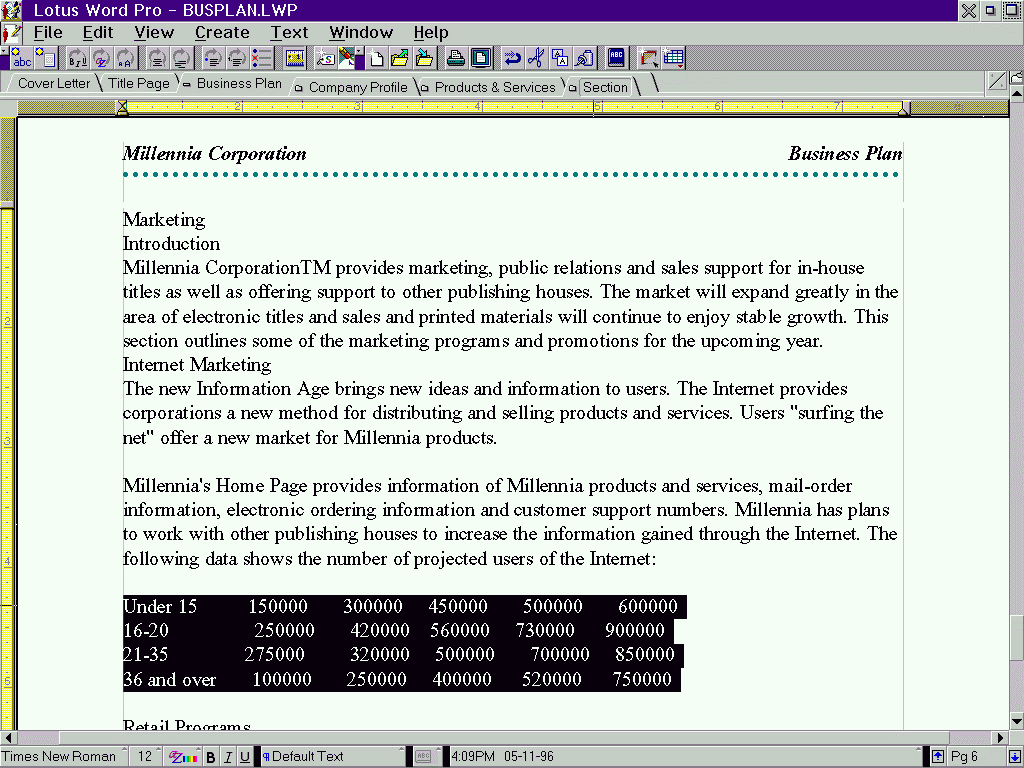 Lotus Word Pro - BUSPLAN.LWP
File Edit View Create Text Window Help
Cover Letter Title Page Business Plan Company Profile Products & Services Section
2 3 4 5 6 7
Millennia Corporation Business Plan
Marketing
Introduction
Millennia CorporationTM provides marketing, public relations and sales support for in-house
titles as well as offering support to other publishing houses. The market will expand greatly in the
area of electronic titles and sales and printed materials will continue to enjoy stable growth. This
section outlines some of the marketing programs and promotions for the upcoming year.
Internet Marketing
The new Information Age brings new ideas and information to users. The Internet provides
corporations a new method for distributing and selling products and services. Users "surfing the
net" offer a new market for Millennia products.
Millennia's Home Page provides information of Millennia products and services, mail-order
information, electronic ordering information and customer support numbers. Millennia has plans
to work with other publishing houses to increase the information gained through the Internet. The
following data shows the number of projected users of the Internet:
Under 15 150000 300000 450000 500000 600000
16-20 250000 420000 560000 730000 900000
21-35 275000 320000 500000 700000 850000
36 and over 100000 250000 400000 520000 750000
Retail Programs
Times New Roman 12 B I U ¶ Default Text ABC 4:09PM 05-11-96 Pg 6